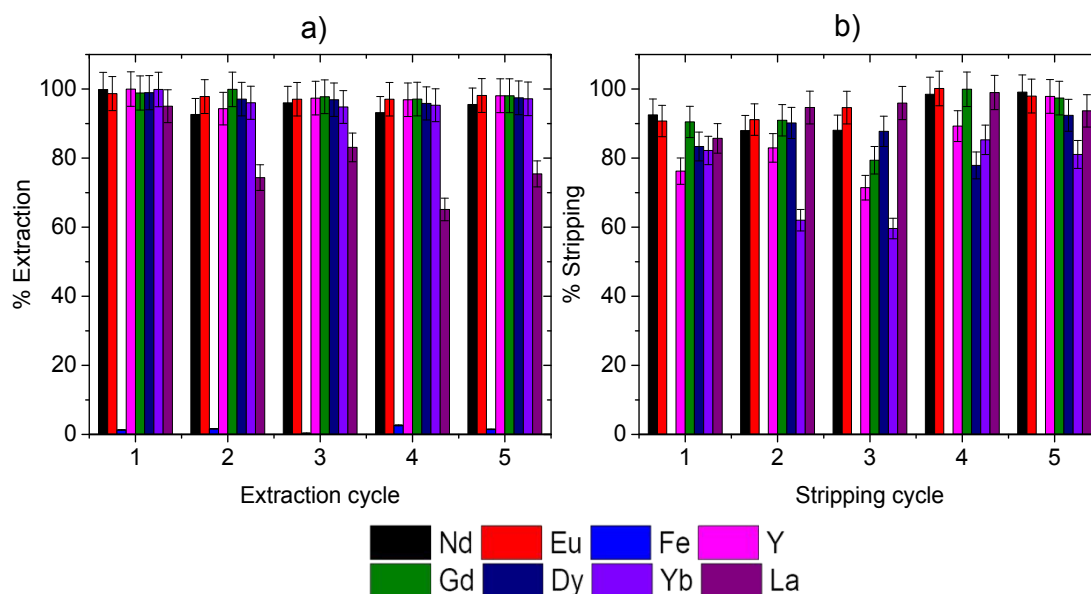 a)
b)
% Extraction
100
80
60
40
20
0
1 2 3 4 5
Extraction cycle
% Stripping
100
80
60
40
20
0
1 2 3 4 5
Stripping cycle
Nd Eu Fe Y
Gd Dy Yb La